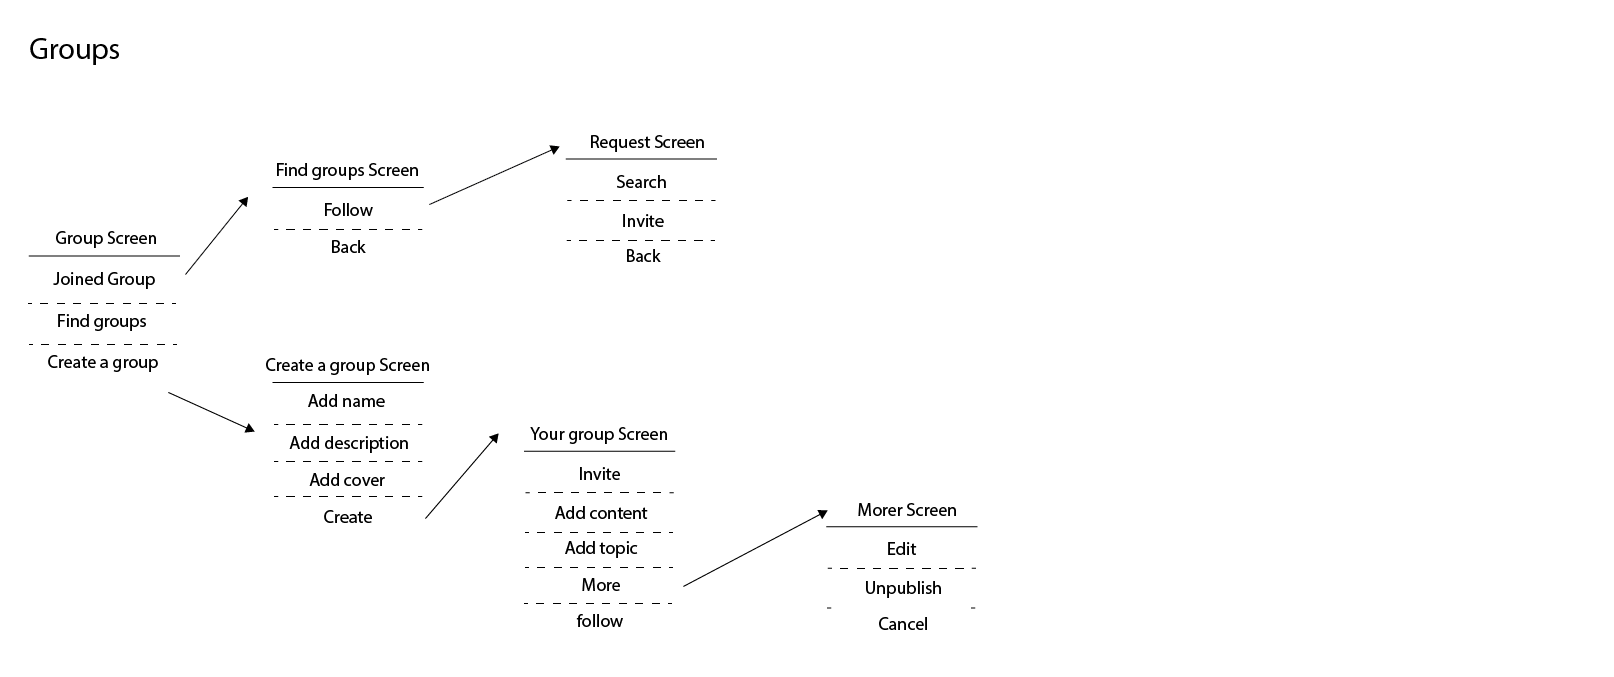 Groups
Group Screen
Joined Group
Find groups
Create a group
Find groups Screen
Follow
Back
Request Screen
Search
Invite
Back
Create a group Screen
Add name
Add description
Add cover
Create
Your group Screen
Invite
Add content
Add topic
More
follow
Morer Screen
Edit
Unpublish
Cancel